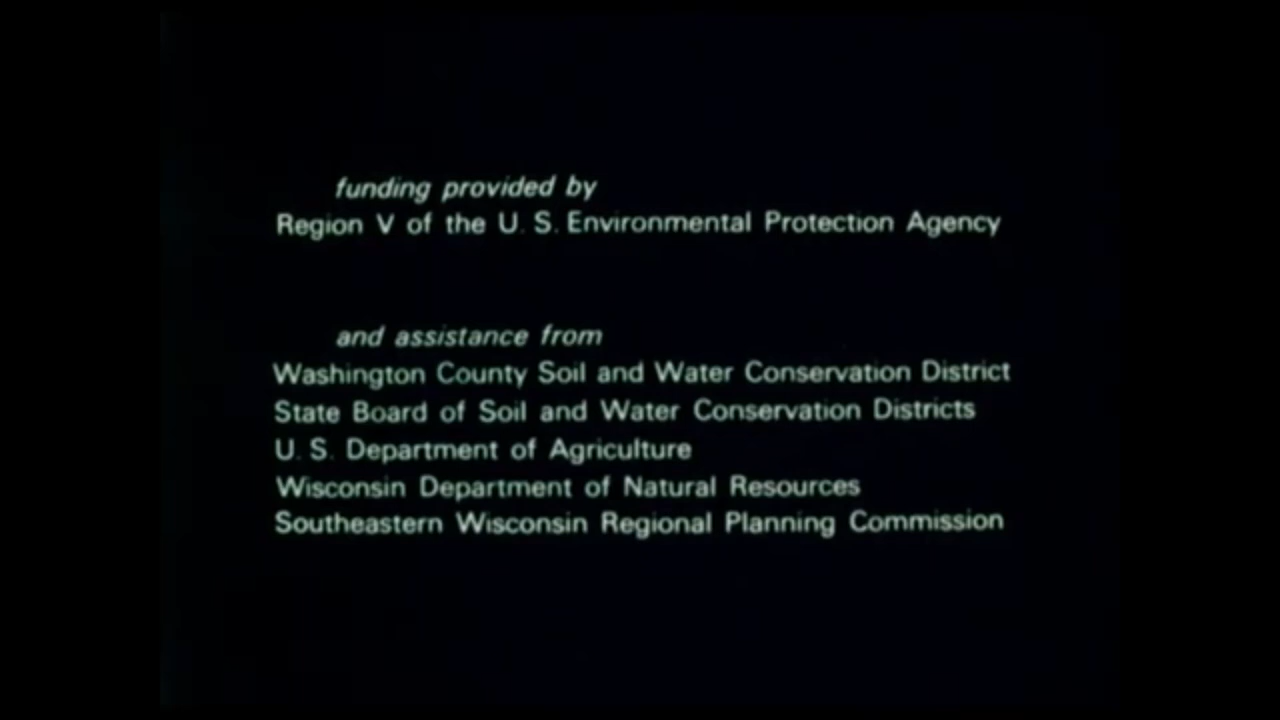 funding provided by
Region V of the U. S. Environmental Protection Agency
and assistance from
Washington County Soil and Water Conservation District
State Board of Soil and Water Conservation Districts
U. S. Department of Agriculture
Wisconsin Department of Natural Resources
Southeastern Wisconsin Regional Planning Commission